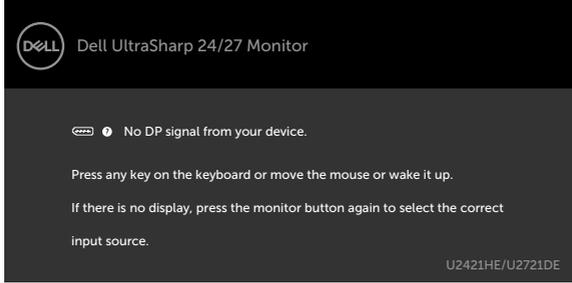 DELL Dell UltraSharp 24/27 Monitor
No DP signal from your device.
Press any key on the keyboard or move the mouse or wake it up.
If there is no display, press the monitor button again to select the correct
input source.
U2421HE/U2721DE